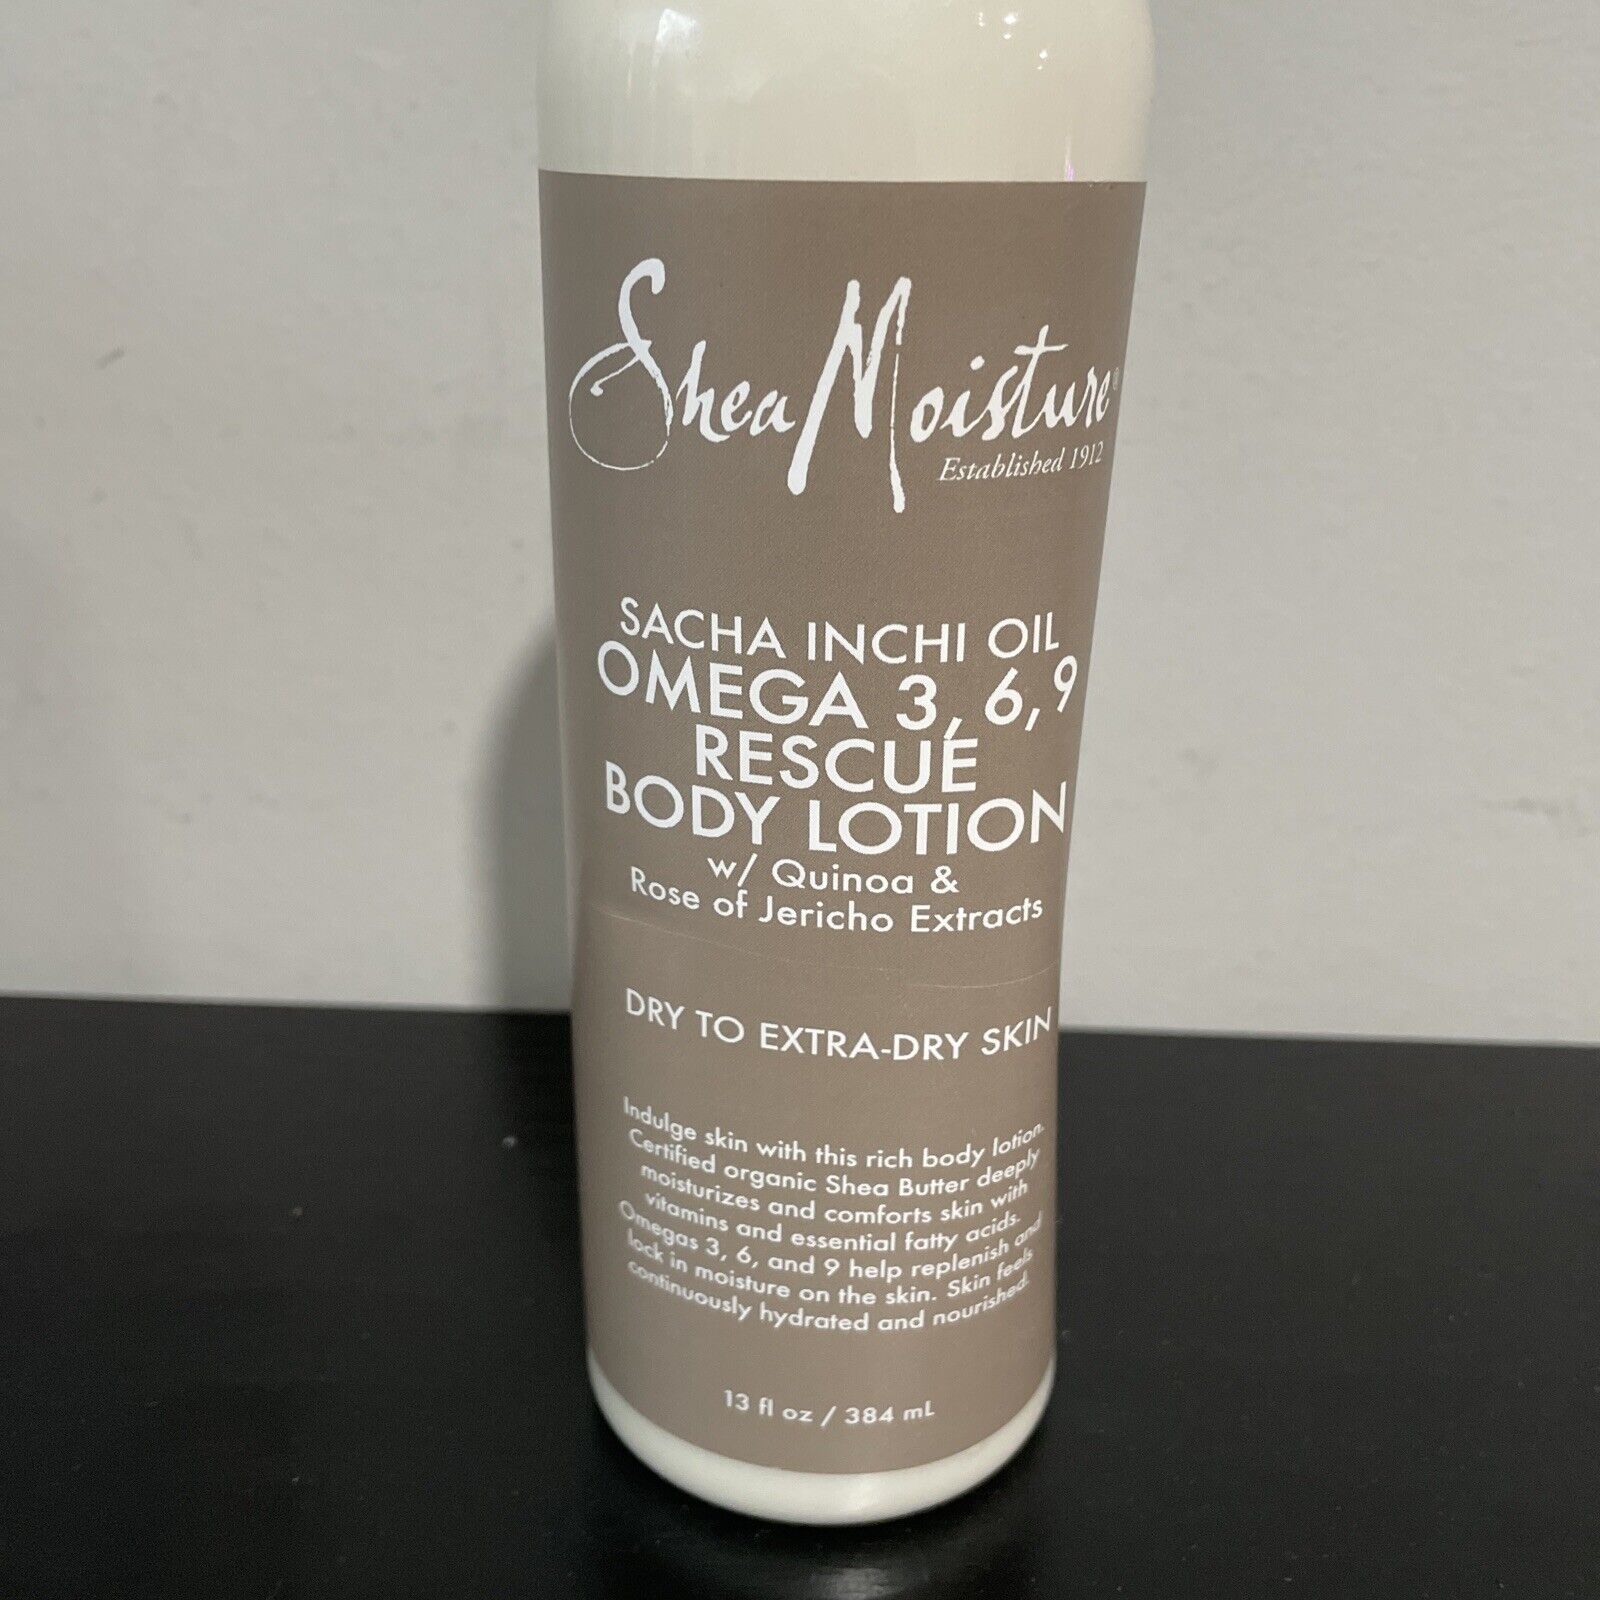 SheaMoisture®
Established 1912
SACHA INCHI OIL
OMEGA 3, 6, 9
RESCUE
BODY LOTION
w/ Quinoa &
Rose of Jericho Extracts
DRY TO EXTRA-DRY SKIN
Indulge skin with this rich body lotion.
Certified organic Shea Butter deeply
moisturizes and comforts skin with
vitamins and essential fatty acids.
Omegas 3, 6, and 9 help replenish and
lock in moisture on the skin. Skin feels
continuously hydrated and nourished.
13 fl oz / 384 mL